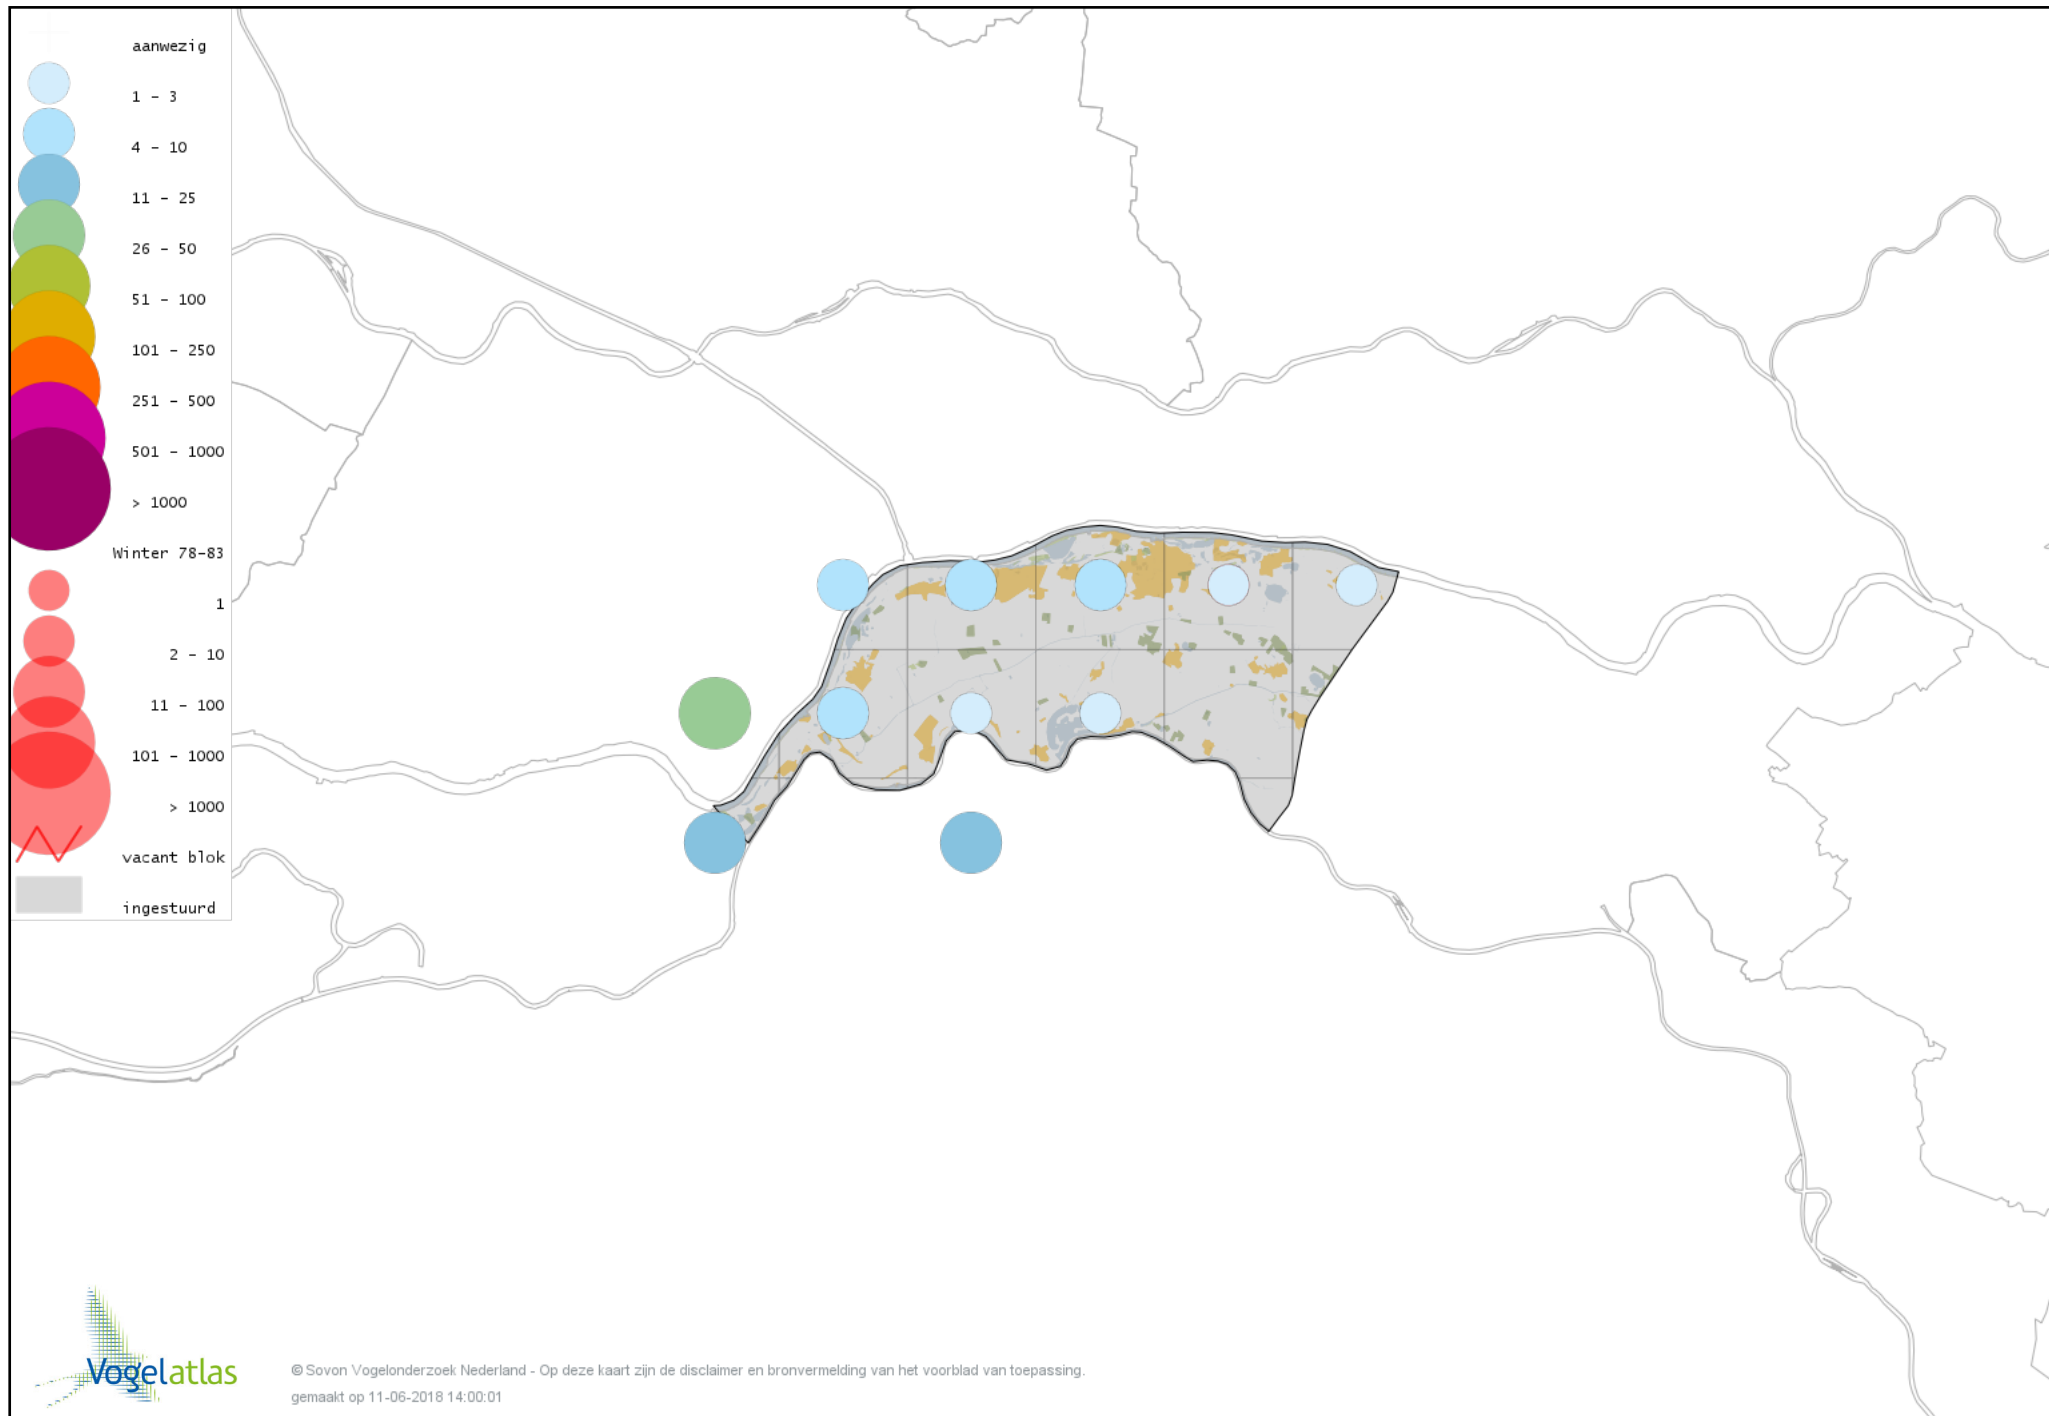 aanwezig
1 - 3
4 - 10
11 - 25
26 - 50
51 - 100
101 - 250
251 - 500
501 - 1000
> 1000
Winter 78-83
1
2 - 10
11 - 100
101 - 1000
> 1000
vacant blok
ingestuurd
Vogelatlas
© Sovon Vogelonderzoek Nederland - Op deze kaart zijn de disclaimer en bronvermelding van het voorblad van toepassing.
gemaakt op 11-06-2018 14:00:01